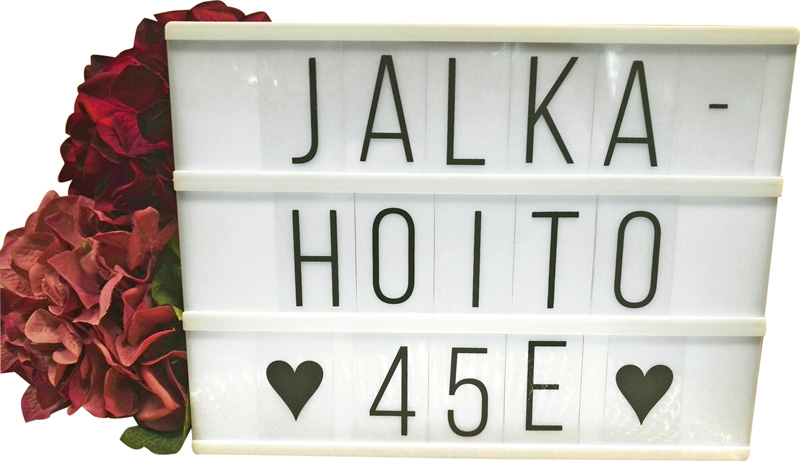 JALKA-
HOITO
♥ 45E ♥